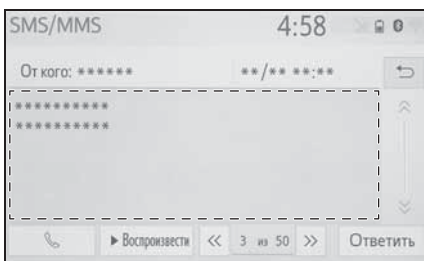 SMS/MMS 4:58
От кого: ****** **/** **:**
**********
**********
Воспроизвести 3 из 50 Ответить